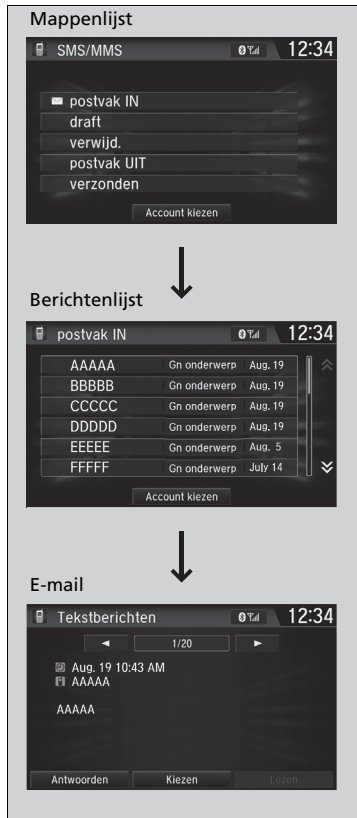 Mappenlijst
SMS/MMS 12:34
postvak IN
draft
verwijd.
postvak UIT
verzonden
Account kiezen
Berichtenlijst
postvak IN 12:34
AAAAA Gn onderwerp Aug. 19
BBBBB Gn onderwerp Aug. 19
CCCCC Gn onderwerp Aug. 19
DDDDD Gn onderwerp Aug. 19
EEEEE Gn onderwerp Aug. 5
FFFFF Gn onderwerp July 14
Account kiezen
E-mail
Tekstberichten 12:34
1/20
Aug. 19 10:43 AM
AAAAA
AAAAA
Antwoorden Kiezen Lezen